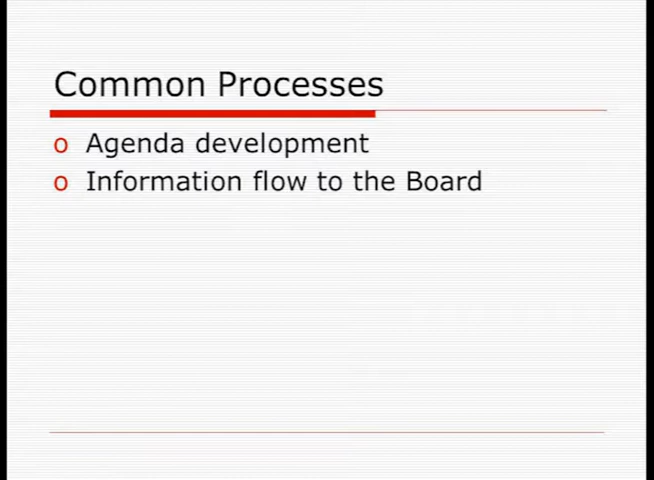 Common Processes
o Agenda development
o Information flow to the Board